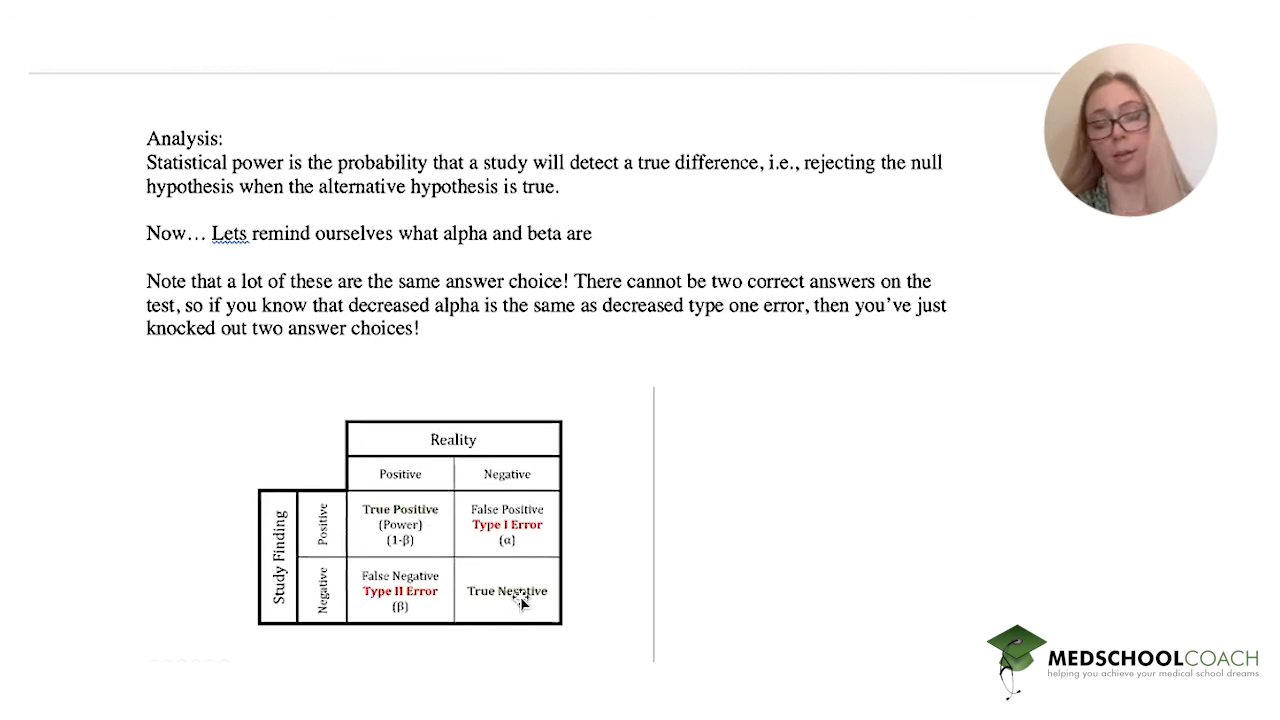 Analysis:
Statistical power is the probability that a study will detect a true difference, i.e., rejecting the null
hypothesis when the alternative hypothesis is true.
Now… Lets remind ourselves what alpha and beta are
Note that a lot of these are the same answer choice! There cannot be two correct answers on the
test, so if you know that decreased alpha is the same as decreased type one error, then you've just
knocked out two answer choices!
Reality
Positive
Negative
Study Finding
Positive
True Positive
(Power)
(1-β)
False Positive
Type I Error
(α)
Negative
False Negative
Type II Error
(β)
True Negative
MEDSCHOOLCOACH
helping you achieve your medical school dreams